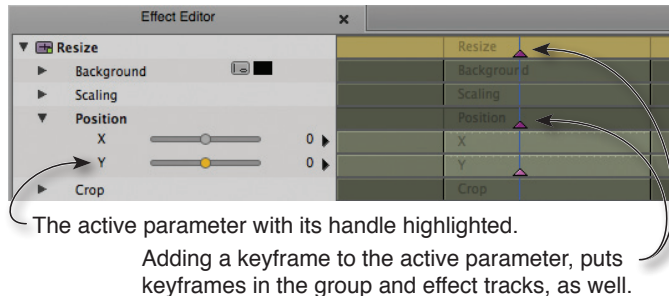 Effect Editor
Resize Resize
Background Background
Scaling Scaling
Position Position
X 0 X
Y 0 Y
Crop Crop
The active parameter with its handle highlighted.
Adding a keyframe to the active parameter, puts
keyframes in the group and effect tracks, as well.